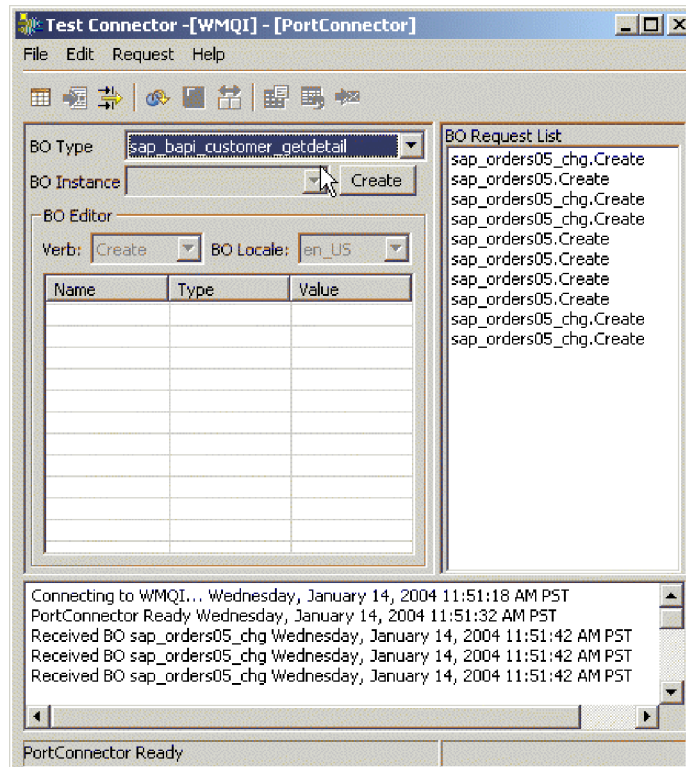 Test Connector -[WMQI] - [PortConnector]
File Edit Request Help
BO Type sap_bapi_customer_getdetail
BO Instance Create
BO Editor
Verb: Create BO Locale: en_US
Name Type Value
BO Request List
sap_orders05_chg.Create
sap_orders05.Create
sap_orders05_chg.Create
sap_orders05_chg.Create
sap_orders05.Create
sap_orders05.Create
sap_orders05.Create
sap_orders05.Create
sap_orders05_chg.Create
sap_orders05_chg.Create
Connecting to WMQI... Wednesday, January 14, 2004 11:51:18 AM PST
PortConnector Ready Wednesday, January 14, 2004 11:51:32 AM PST
Received BO sap_orders05_chg Wednesday, January 14, 2004 11:51:42 AM PST
Received BO sap_orders05_chg Wednesday, January 14, 2004 11:51:42 AM PST
Received BO sap_orders05_chg Wednesday, January 14, 2004 11:51:42 AM PST
PortConnector Ready